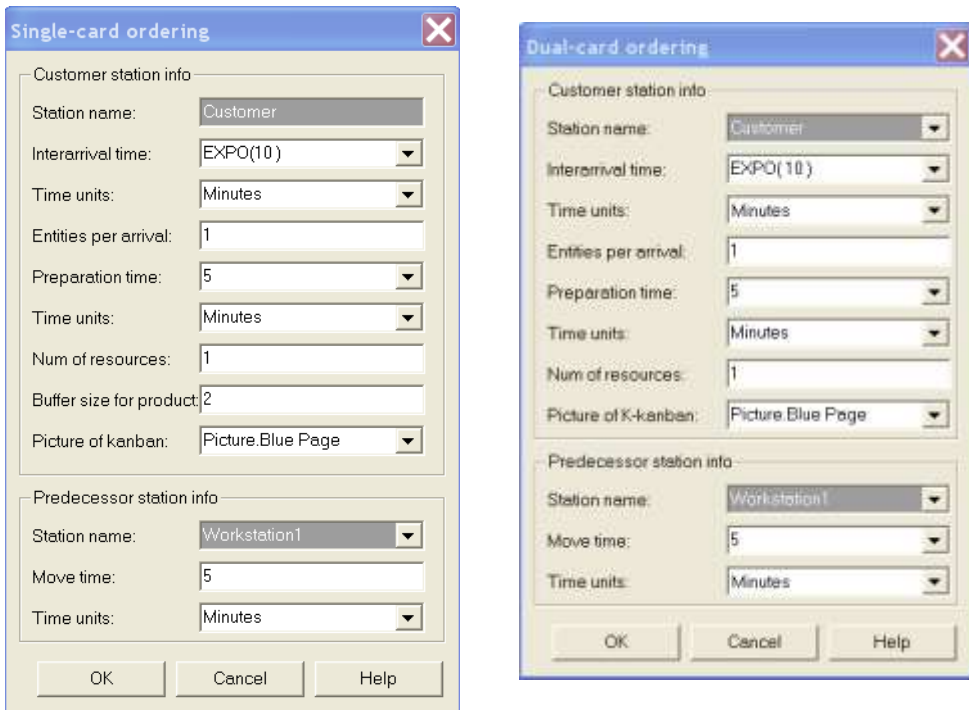 Single-card ordering
Customer station info
Station name: Customer
Interarrival time: EXPO(10 )
Time units: Minutes
Entities per arrival: 1
Preparation time: 5
Time units: Minutes
Num of resources: 1
Buffer size for product: 2
Picture of kanban: Picture.Blue Page
Predecessor station info
Station name: Workstation1
Move time: 5
Time units: Minutes
OK Cancel Help
Dual-card ordering
Customer station info
Station name: Customer
Interarrival time: EXPO( 10 )
Time units: Minutes
Entities per arrival: 1
Preparation time: 5
Time units: Minutes
Num of resources: 1
Picture of K-kanban: Picture.Blue Page
Predecessor station info
Station name: Workstation1
Move time: 5
Time units: Minutes
OK Cancel Help